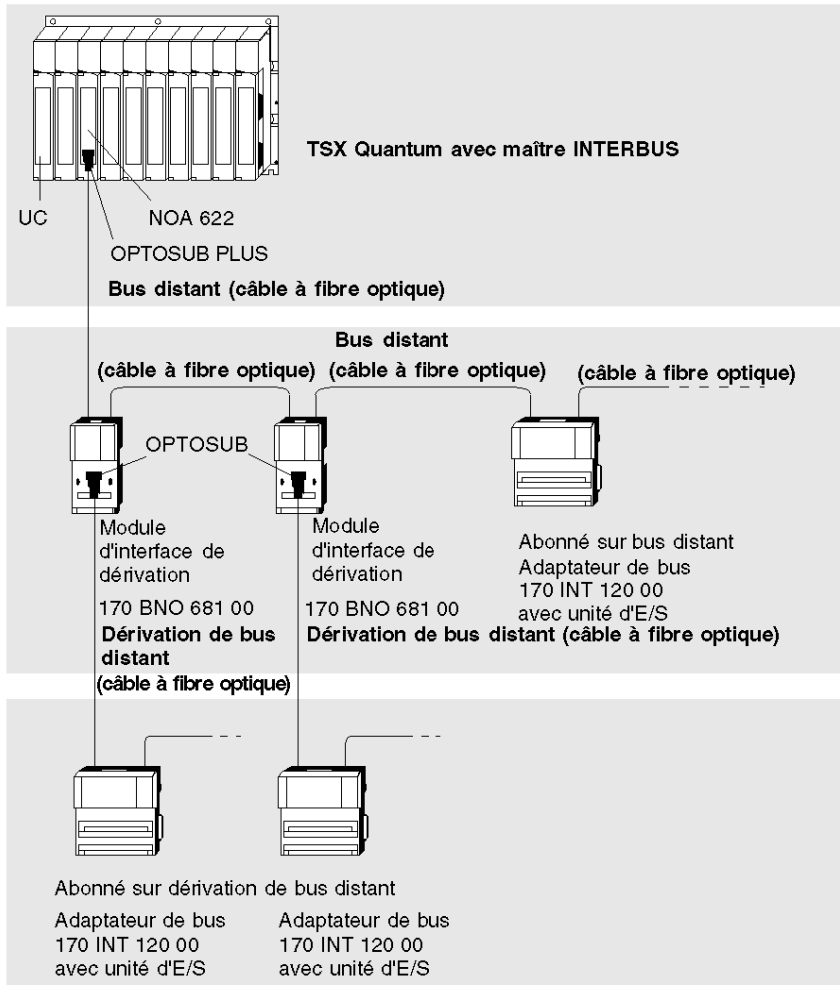 TSX Quantum avec maître INTERBUS
UC
NOA 622
OPTOSUB PLUS
Bus distant (câble à fibre optique)
Bus distant
(câble à fibre optique) (câble à fibre optique)
(câble à fibre optique)
OPTOSUB
Module
d'interface de
dérivation
170 BNO 681 00
Dérivation de bus
distant
(câble à fibre optique)
Module
d'interface de
dérivation
170 BNO 681 00
Dérivation de bus distant (câble à fibre optique)
Abonné sur bus distant
Adaptateur de bus
170 INT 120 00
avec unité d'E/S
Abonné sur dérivation de bus distant
Adaptateur de bus
170 INT 120 00
avec unité d'E/S
Adaptateur de bus
170 INT 120 00
avec unité d'E/S